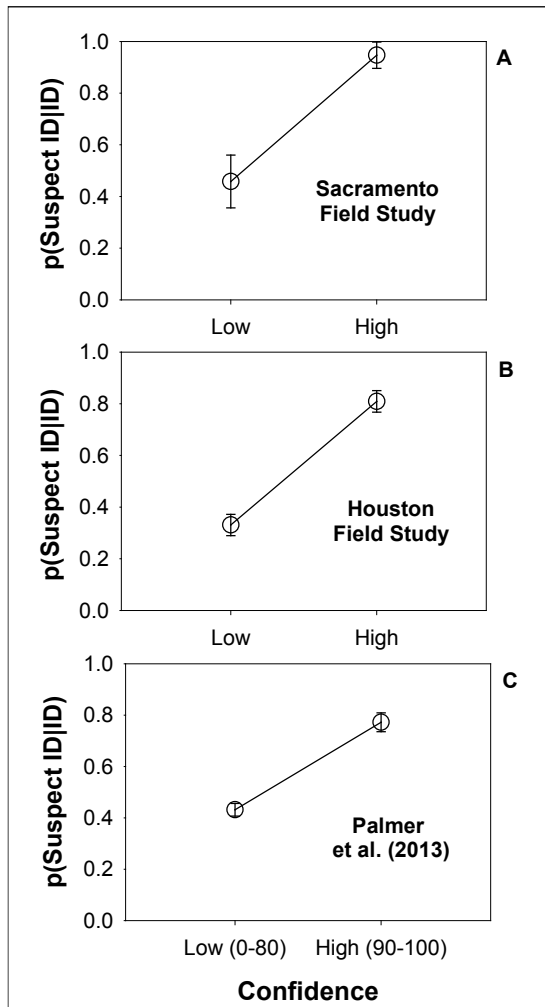 A
p(Suspect ID|ID)
1.0
0.8
0.6
0.4
0.2
0.0
Sacramento
Field Study
Low High
B
p(Suspect ID|ID)
1.0
0.8
0.6
0.4
0.2
0.0
Houston
Field Study
Low High
C
p(Suspect ID|ID)
1.0
0.8
0.6
0.4
0.2
0.0
Palmer
et al. (2013)
Low (0-80) High (90-100)
Confidence